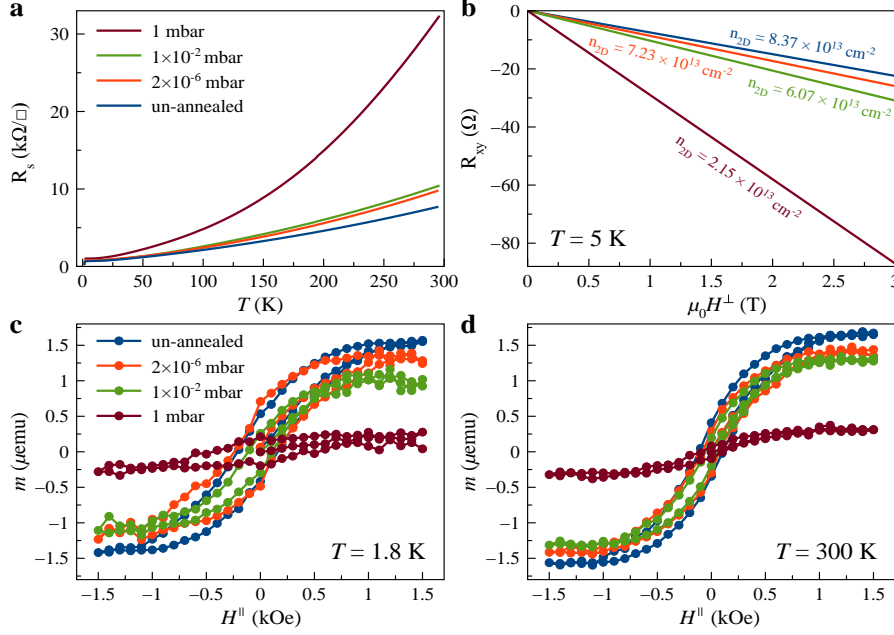 a
1 mbar
1×10⁻² mbar
2×10⁻⁶ mbar
un-annealed
30
20
10
0
R_s (kΩ/□)
0 50 100 150 200 250 300
T (K)
b
n_2D = 8.37 × 10¹³ cm⁻²
n_2D = 7.23 × 10¹³ cm⁻²
n_2D = 6.07 × 10¹³ cm⁻²
n_2D = 2.15 × 10¹³ cm⁻²
0
−20
−40
−60
−80
R_xy (Ω)
T = 5 K
0 0.5 1 1.5 2 2.5 3
μ₀H^⊥ (T)
c
un-annealed
2×10⁻⁶ mbar
1×10⁻² mbar
1 mbar
1.5
1
0.5
0
−0.5
−1
−1.5
m (μemu)
T = 1.8 K
−1.5 −1 −0.5 0 0.5 1 1.5
H^∥ (kOe)
d
1.5
1
0.5
0
−0.5
−1
−1.5
m (μemu)
T = 300 K
−1.5 −1 −0.5 0 0.5 1 1.5
H^∥ (kOe)